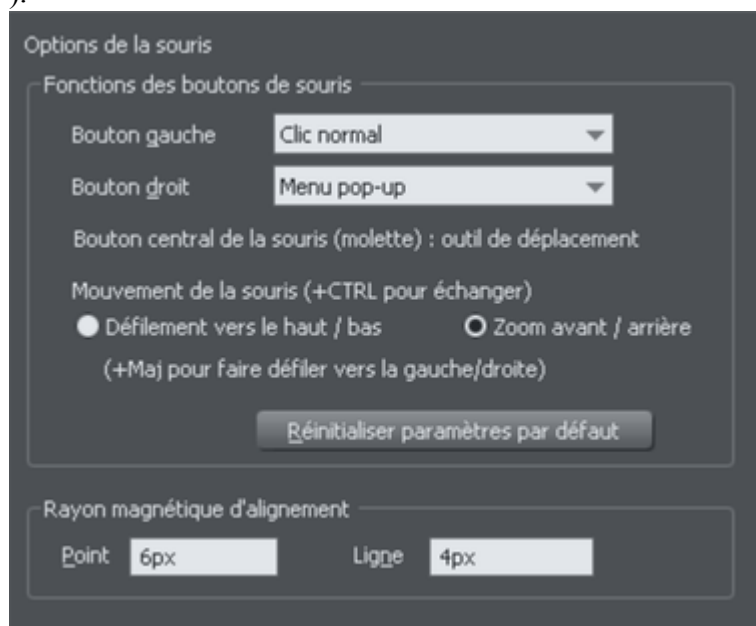 ).
Options de la souris
Fonctions des boutons de souris
Bouton gauche Clic normal
Bouton droit Menu pop-up
Bouton central de la souris (molette) : outil de déplacement
Mouvement de la souris (+CTRL pour échanger)
Défilement vers le haut / bas Zoom avant / arrière
(+Maj pour faire défiler vers la gauche/droite)
Réinitialiser paramètres par défaut
Rayon magnétique d'alignement
Point 6px Ligne 4px